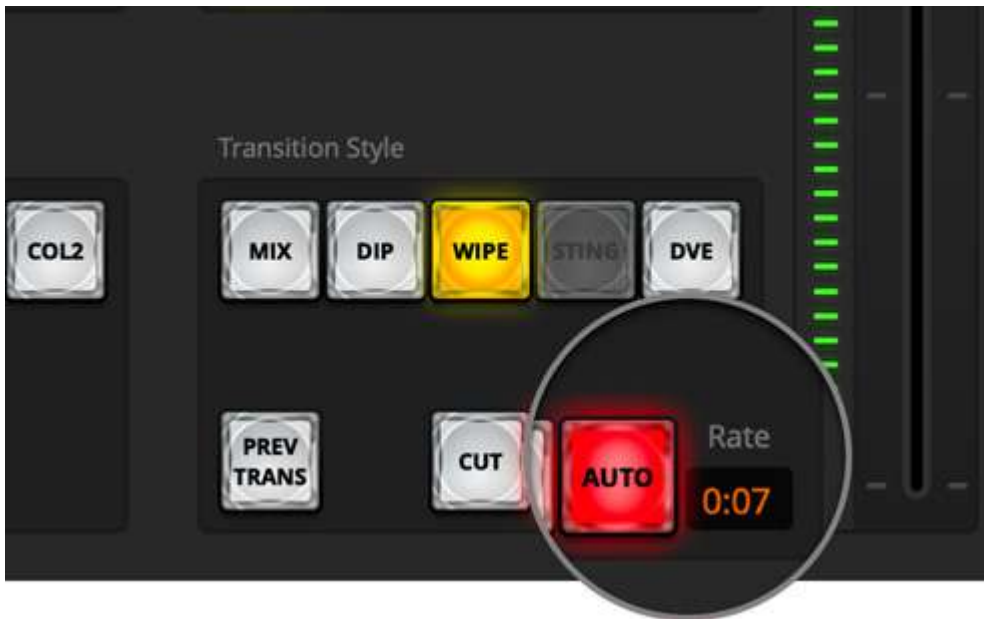 Transition Style
COL2
MIX
DIP
WIPE
STING
DVE
PREV
TRANS
CUT
AUTO
Rate
0:07